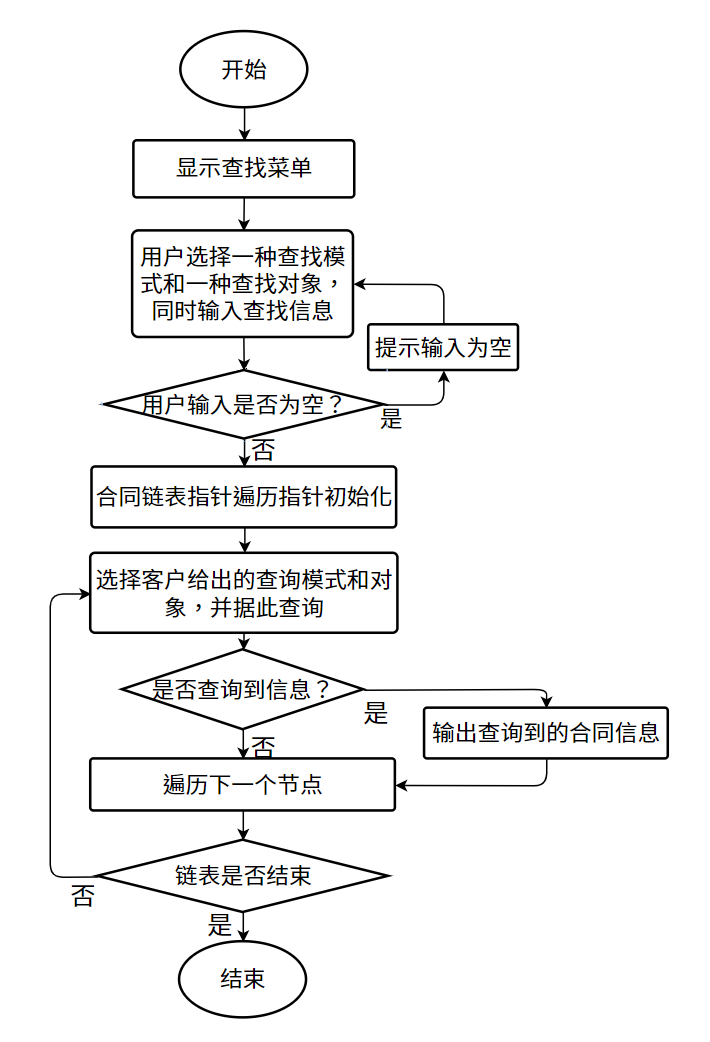 开始
显示查找菜单
用户选择一种查找模
式和一种查找对象，
同时输入查找信息
提示输入为空
用户输入是否为空？
是
否
合同链表指针遍历指针初始化
选择客户给出的查询模式和对
象，并据此查询
是否查询到信息？
是
输出查询到的合同信息
否
遍历下一个节点
链表是否结束
否
是
结束